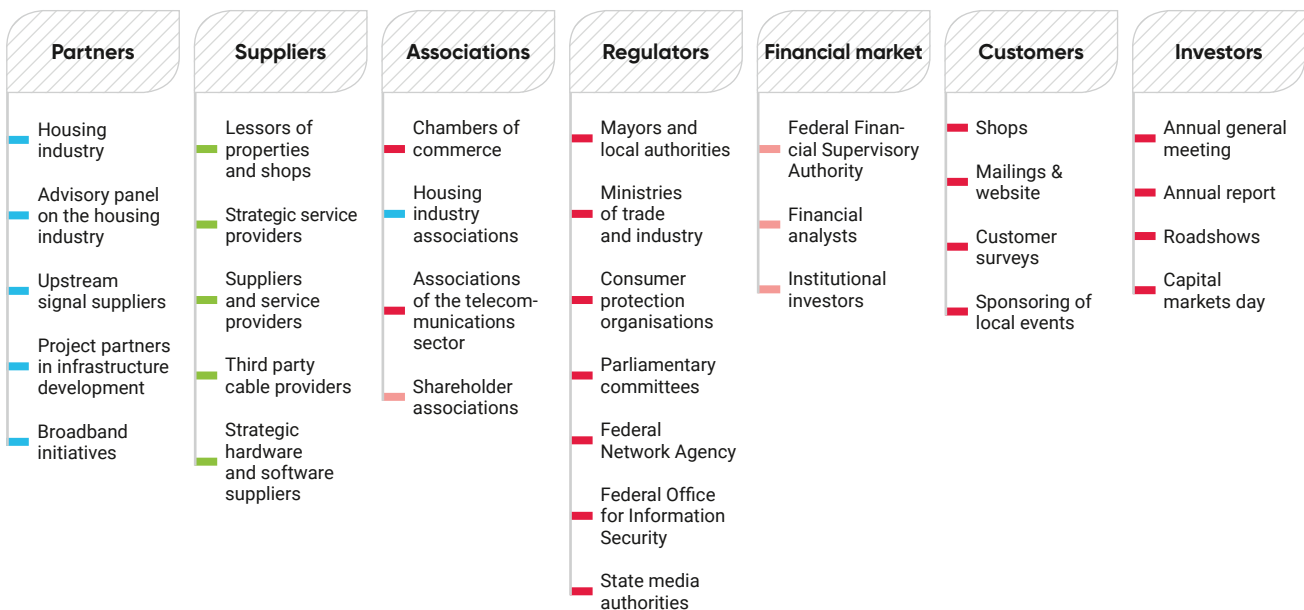 Partners
Housing
industry
Advisory panel
on the housing
industry
Upstream
signal suppliers
Project partners
in infrastructure
development
Broadband
initiatives
Suppliers
Lessors of
properties
and shops
Strategic service
providers
Suppliers
and service
providers
Third party
cable providers
Strategic
hardware
and software
suppliers
Associations
Chambers of
commerce
Housing
industry
associations
Associations
of the telecom-
munications
sector
Shareholder
associations
Regulators
Mayors and
local authorities
Ministries
of trade
and industry
Consumer
protection
organisations
Parliamentary
committees
Federal
Network Agency
Federal Office
for Information
Security
State media
authorities
Financial market
Federal Finan-
cial Supervisory
Authority
Financial
analysts
Institutional
investors
Customers
Shops
Mailings &
website
Customer
surveys
Sponsoring of
local events
Investors
Annual general
meeting
Annual report
Roadshows
Capital
markets day